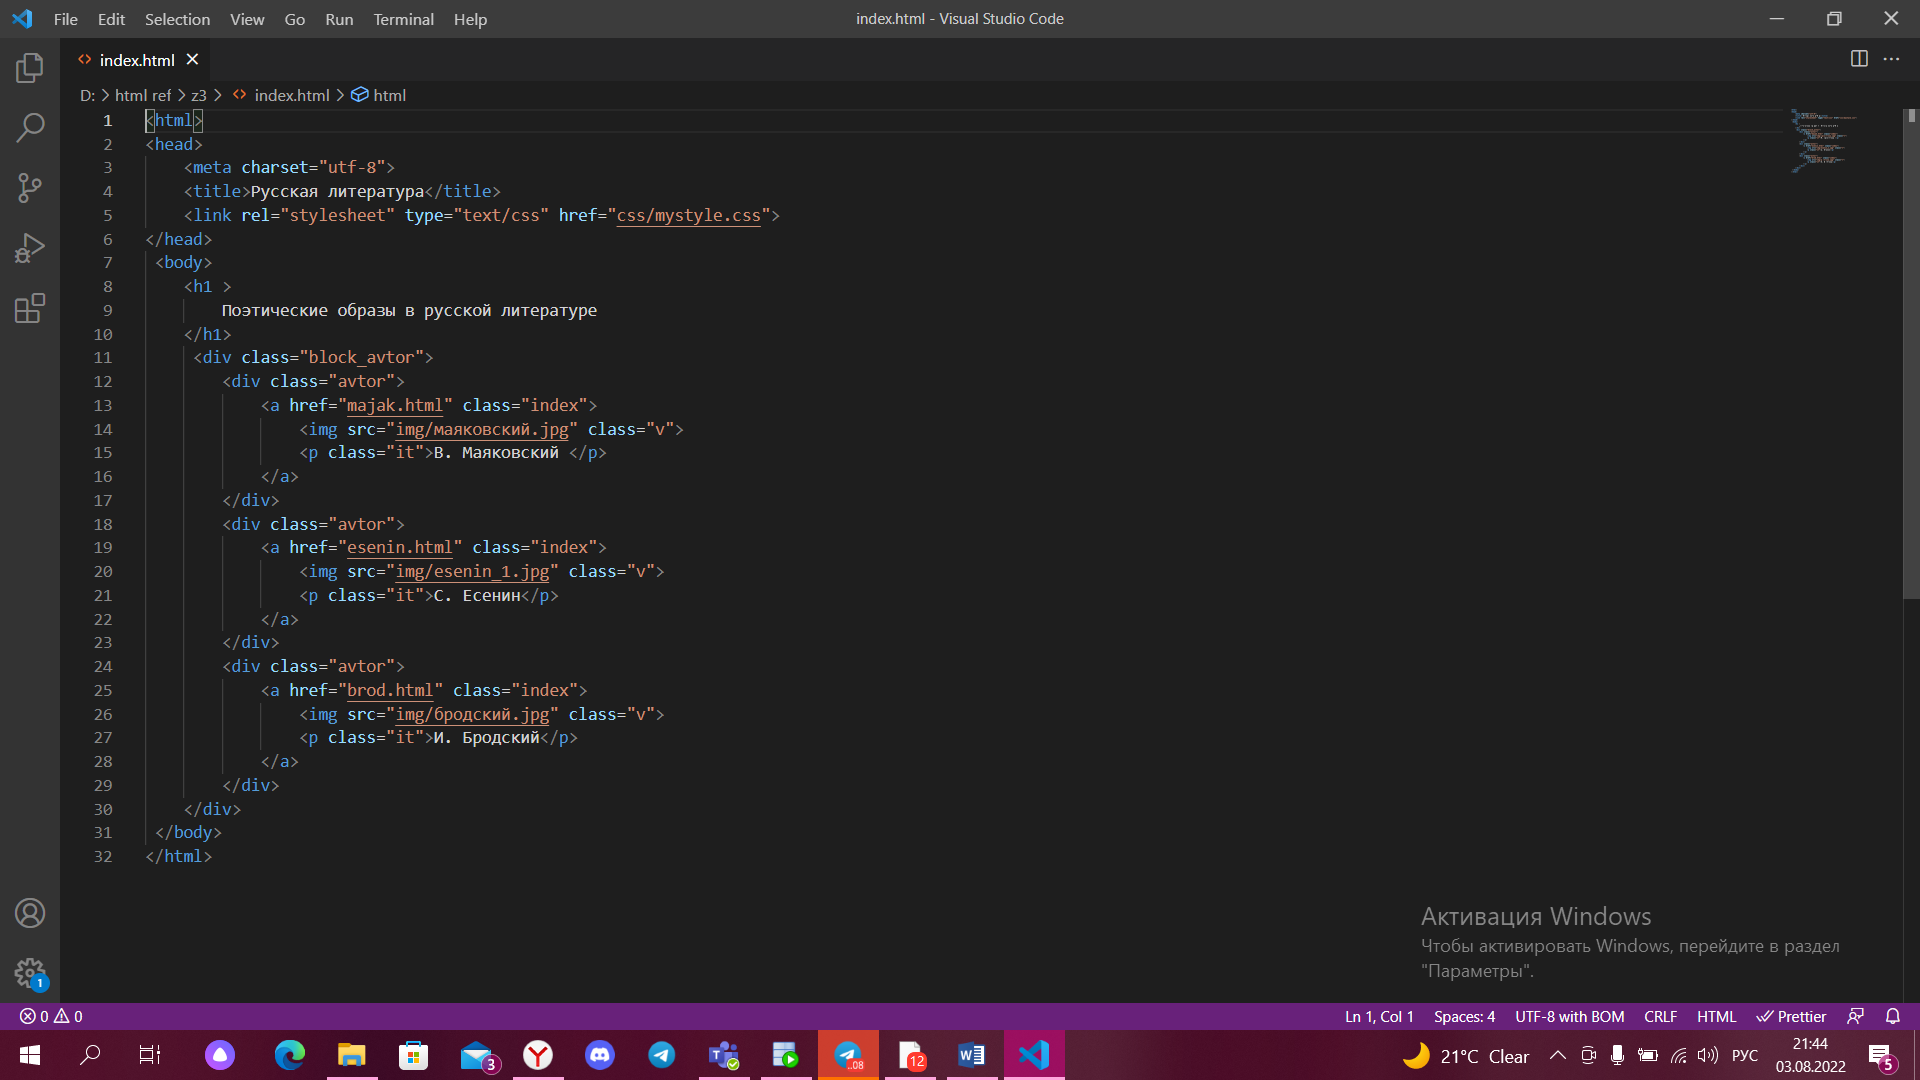 File Edit Selection View Go Run Terminal Help
index.html - Visual Studio Code
index.html
D: > html ref > z3 > index.html > html
1 <html>
2 <head>
3 <meta charset="utf-8">
4 <title>Русская литература</title>
5 <link rel="stylesheet" type="text/css" href="css/mystyle.css">
6 </head>
7 <body>
8 <h1 >
9 Поэтические образы в русской литературе
10 </h1>
11 <div class="block_avtor">
12 <div class="avtor">
13 <a href="majak.html" class="index">
14 <img src="img/маяковский.jpg" class="v">
15 <p class="it">В. Маяковский </p>
16 </a>
17 </div>
18 <div class="avtor">
19 <a href="esenin.html" class="index">
20 <img src="img/esenin_1.jpg" class="v">
21 <p class="it">С. Есенин</p>
22 </a>
23 </div>
24 <div class="avtor">
25 <a href="brod.html" class="index">
26 <img src="img/бродский.jpg" class="v">
27 <p class="it">И. Бродский</p>
28 </a>
29 </div>
30 </div>
31 </body>
32 </html>
Активация Windows
Чтобы активировать Windows, перейдите в раздел
"Параметры".
1
0 0
Ln 1, Col 1 Spaces: 4 UTF-8 with BOM CRLF HTML Prettier
3
..08
12
21°C Clear
РУС
21:44
03.08.2022
5